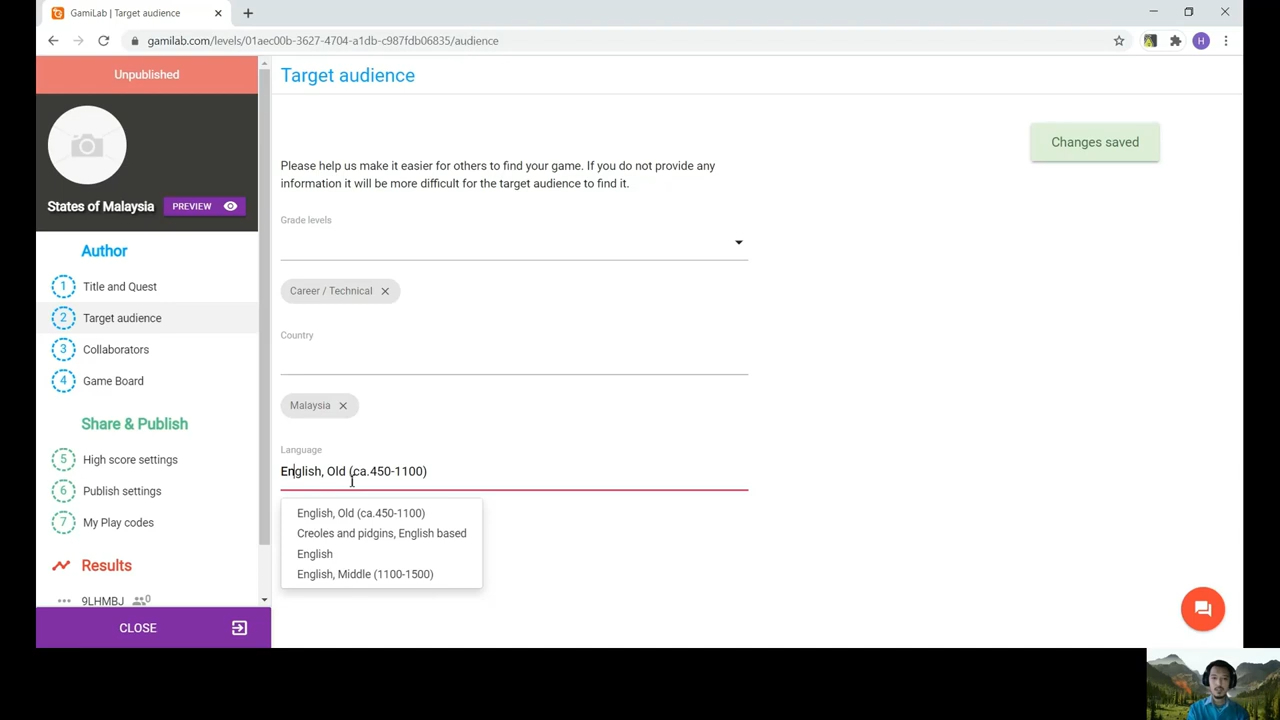 GamiLab | Target audience
gamilab.com/levels/01aec00b-3627-4704-a1db-c987fdb06835/audience
H
Unpublished
Target audience
Changes saved
Please help us make it easier for others to find your game. If you do not provide any
information it will be more difficult for the target audience to find it.
States of Malaysia
PREVIEW
Grade levels
Author
1 Title and Quest
Career / Technical
2 Target audience
Country
3 Collaborators
4 Game Board
Malaysia
Share & Publish
Language
5 High score settings
English, Old (ca.450-1100)
6 Publish settings
English, Old (ca.450-1100)
7 My Play codes
Creoles and pidgins, English based
English
Results
English, Middle (1100-1500)
9LHMBJ 0
CLOSE